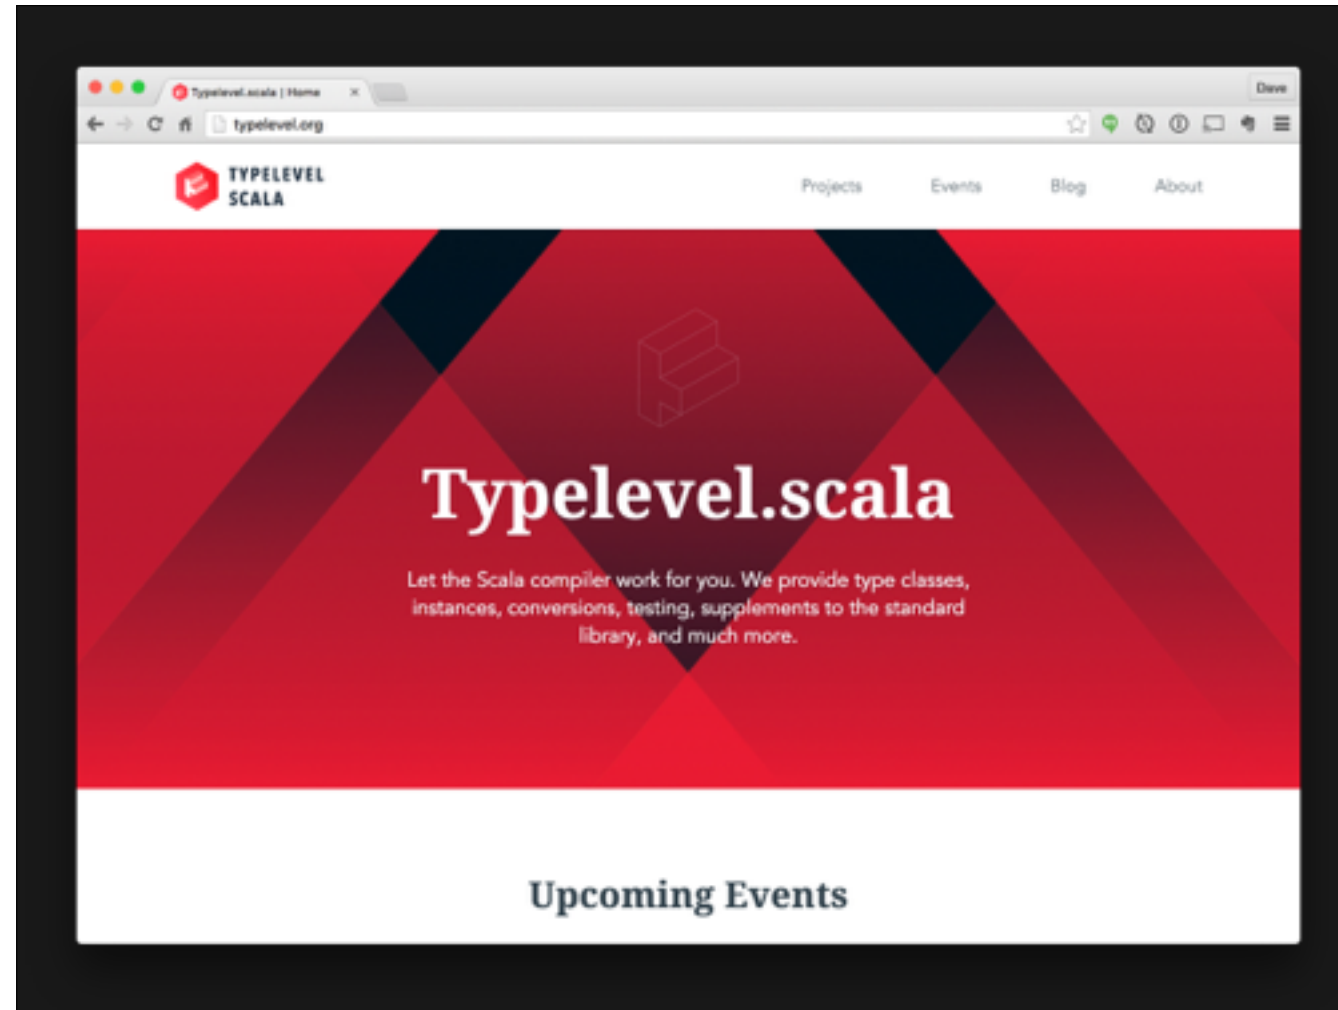 Typelevel.scala | Home
Dave
typelevel.org
TYPELEVEL
SCALA
Projects Events Blog About
Typelevel.scala
Let the Scala compiler work for you. We provide type classes,
instances, conversions, testing, supplements to the standard
library, and much more.
Upcoming Events